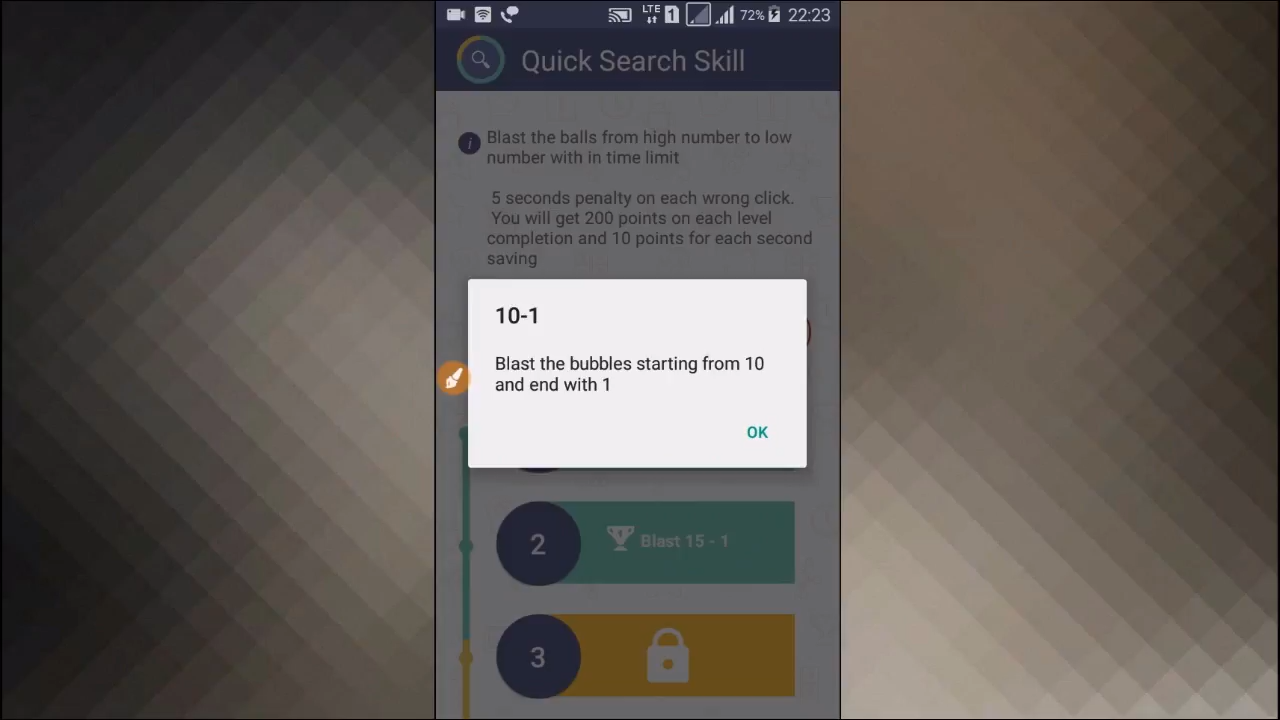 LTE 1 72% 22:23
Quick Search Skill
i Blast the balls from high number to low
number with in time limit
5 seconds penalty on each wrong click.
You will get 200 points on each level
completion and 10 points for each second
saving
10-1
Blast the bubbles starting from 10
and end with 1
OK
2 1 Blast 15 - 1
3